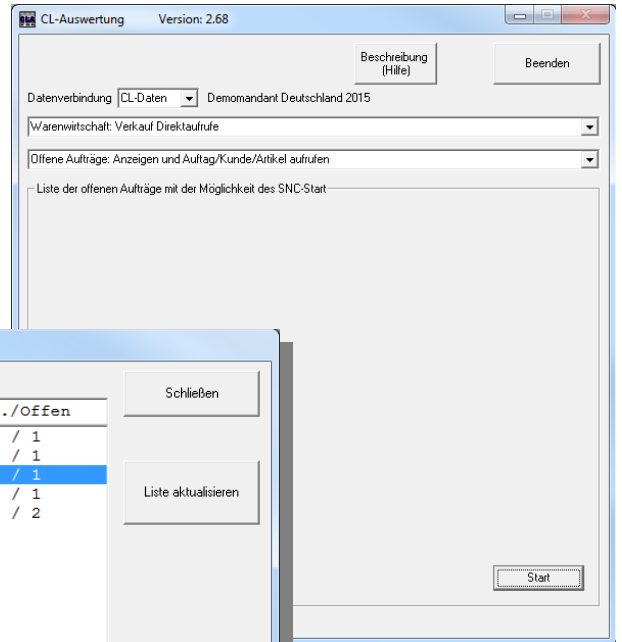 CL-Auswertung Version: 2.68
Beschreibung
(Hilfe)
Beenden
Datenverbindung CL-Daten Demomandant Deutschland 2015
Warenwirtschaft: Verkauf Direktaufrufe
Offene Aufträge: Anzeigen und Auftag/Kunde/Artikel aufrufen
Liste der offenen Aufträge mit der Möglichkeit des SNC-Start
Start
Schließen
./Offen
/ 1
/ 1
/ 1
/ 1
/ 2
Liste aktualisieren